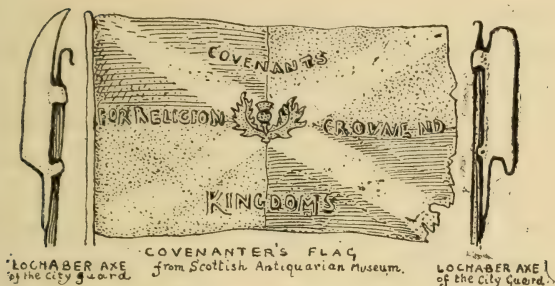 COVENANTS
FOR RELIGION CROWNE ND
KINGDOMS
COVENANTER'S FLAG
from Scottish Antiquarian Museum.
LOCHABER AXE
of the City guard
LOCHABER AXE
of the City Guard.